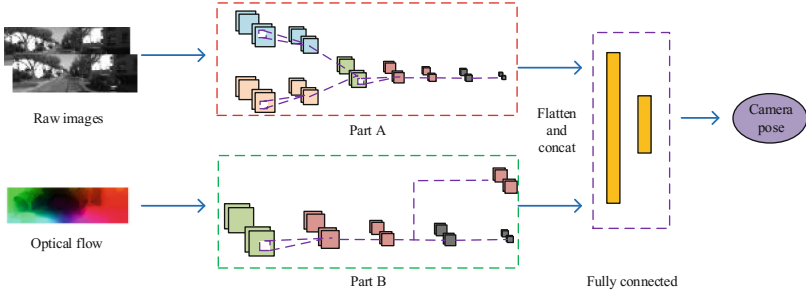 Raw images
Part A
Flatten and
concat
Camera
pose
Optical flow
Part B
Fully connected